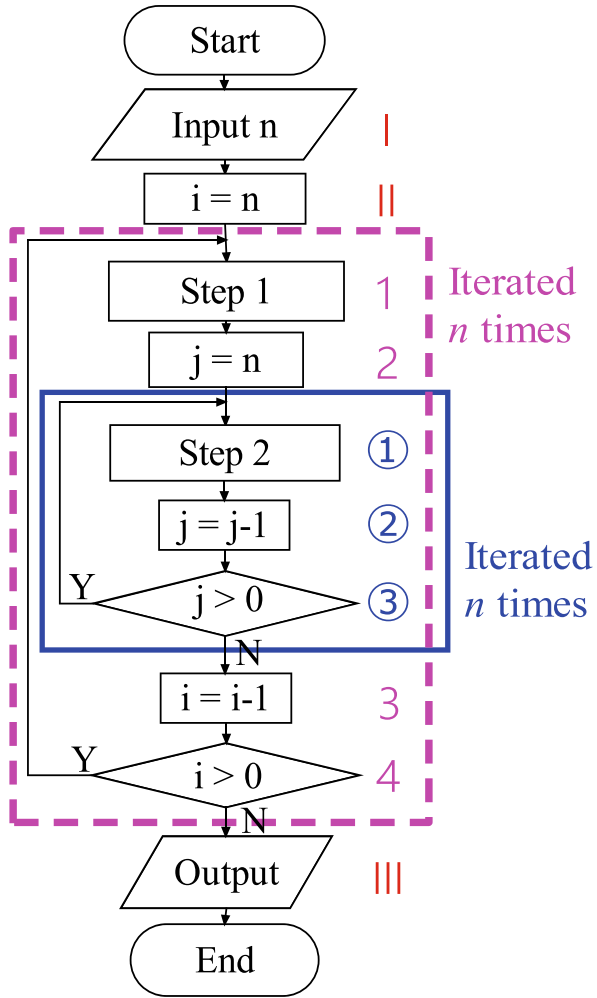 Start
Input n
I
i = n
II
Step 1
1
Iterated
n times
j = n
2
Step 2
①
j = j-1
②
Iterated
n times
Y
j > 0
③
N
i = i-1
3
Y
i > 0
4
N
Output
III
End